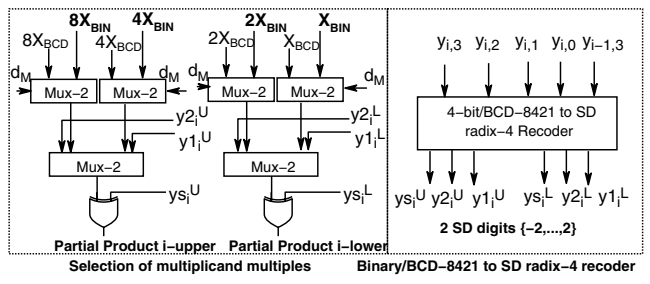 8X_BIN 4X_BIN 2X_BIN X_BIN
8X_BCD 4X_BCD 2X_BCD X_BCD
y_i,3 y_i,2 y_i,1 y_i,0 y_i−1,3
d_M d_M d_M d_M
Mux−2 Mux−2 Mux−2 Mux−2
4−bit/BCD−8421 to SD
radix−4 Recoder
y2_i^U y2_i^L
y1_i^U y1_i^L
Mux−2 Mux−2
ys_i^U ys_i^L
ys_i^U y2_i^U y1_i^U ys_i^L y2_i^L y1_i^L
2 SD digits {−2,...,2}
Partial Product i−upper Partial Product i−lower
Selection of multiplicand multiples Binary/BCD−8421 to SD radix−4 recoder